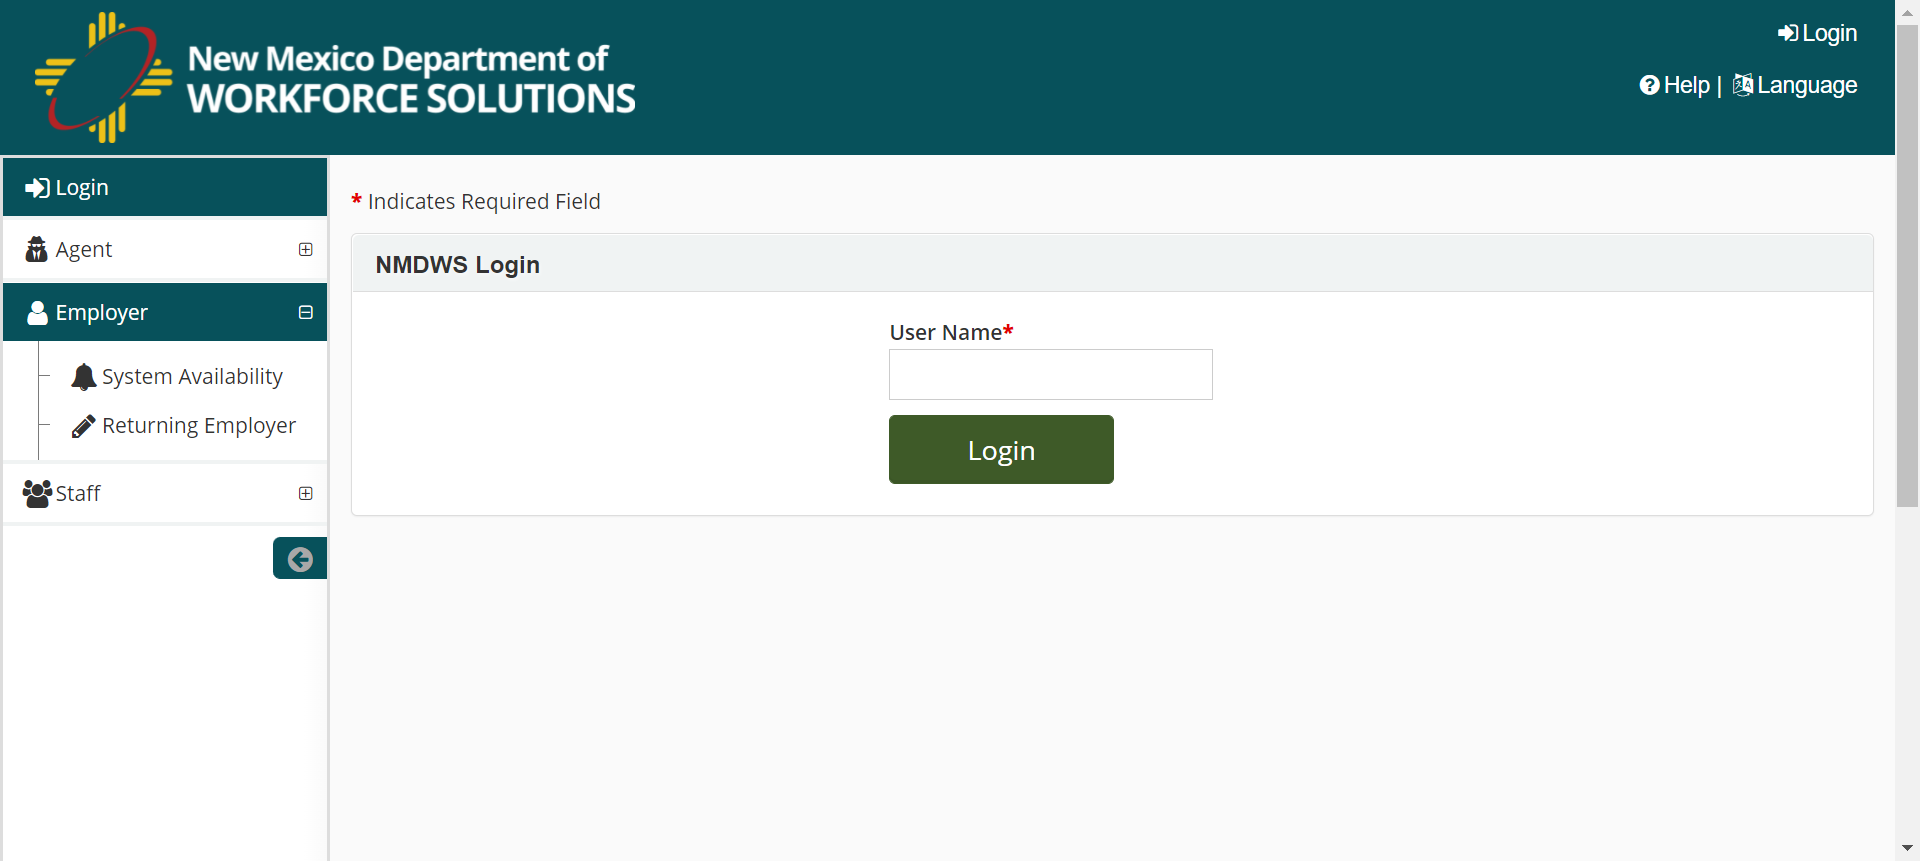 New Mexico Department of
WORKFORCE SOLUTIONS
Login
Help | Language
Login
Agent
Employer
System Availability
Returning Employer
Staff
* Indicates Required Field
NMDWS Login
User Name*
Login